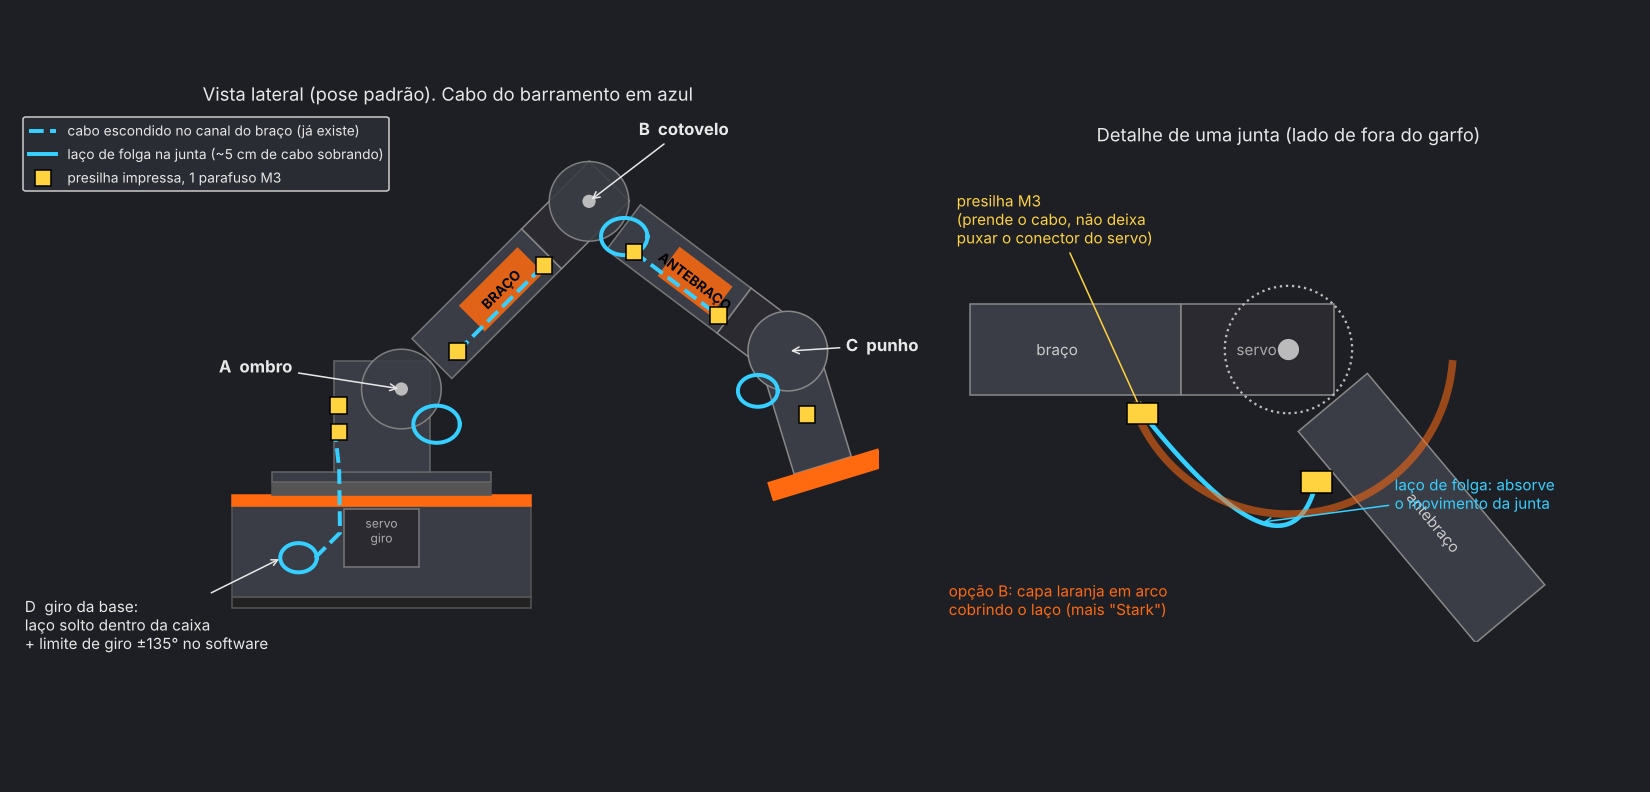 Vista lateral (pose padrão). Cabo do barramento em azul
cabo escondido no canal do braço (já existe)
laço de folga na junta (~5 cm de cabo sobrando)
presilha impressa, 1 parafuso M3
B cotovelo
BRAÇO
ANTEBRAÇO
A ombro
C punho
servo
giro
D giro da base:
laço solto dentro da caixa
+ limite de giro ±135° no software
Detalhe de uma junta (lado de fora do garfo)
presilha M3
(prende o cabo, não deixa
puxar o conector do servo)
braço
servo
laço de folga: absorve
o movimento da junta
antebraço
opção B: capa laranja em arco
cobrindo o laço (mais "Stark")